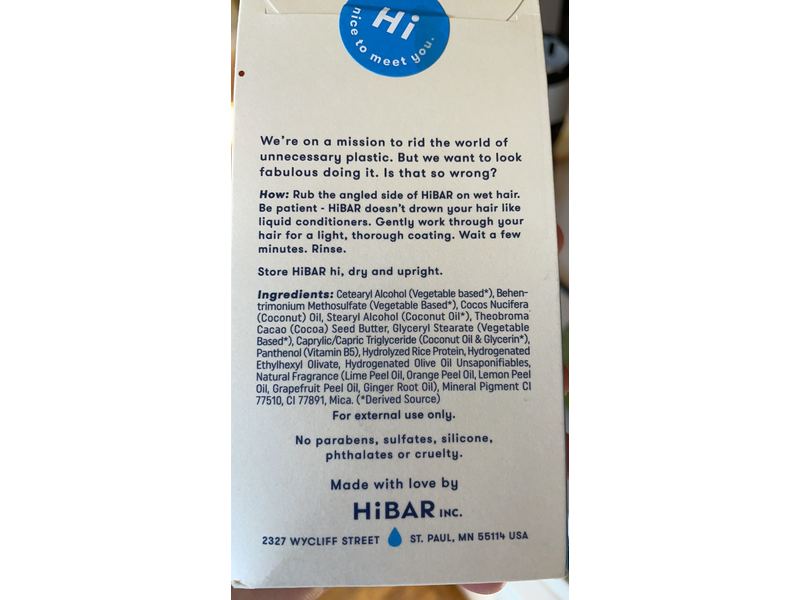 Hi
nice to meet you.
We're on a mission to rid the world of
unnecessary plastic. But we want to look
fabulous doing it. Is that so wrong?
How: Rub the angled side of HiBAR on wet hair.
Be patient - HiBAR doesn't drown your hair like
liquid conditioners. Gently work through your
hair for a light, thorough coating. Wait a few
minutes. Rinse.
Store HiBAR hi, dry and upright.
Ingredients: Cetearyl Alcohol (Vegetable based*), Behen-
trimonium Methosulfate (Vegetable Based*), Cocos Nucifera
(Coconut) Oil, Stearyl Alcohol (Coconut Oil*), Theobroma
Cacao (Cocoa) Seed Butter, Glyceryl Stearate (Vegetable
Based*), Caprylic/Capric Triglyceride (Coconut Oil & Glycerin*),
Panthenol (Vitamin B5), Hydrolyzed Rice Protein, Hydrogenated
Ethylhexyl Olivate, Hydrogenated Olive Oil Unsaponifiables,
Natural Fragrance (Lime Peel Oil, Orange Peel Oil, Lemon Peel
Oil, Grapefruit Peel Oil, Ginger Root Oil), Mineral Pigment CI
77510, CI 77891, Mica. (*Derived Source)
For external use only.
No parabens, sulfates, silicone,
phthalates or cruelty.
Made with love by
HiBAR INC.
2327 WYCLIFF STREET ST. PAUL, MN 55114 USA